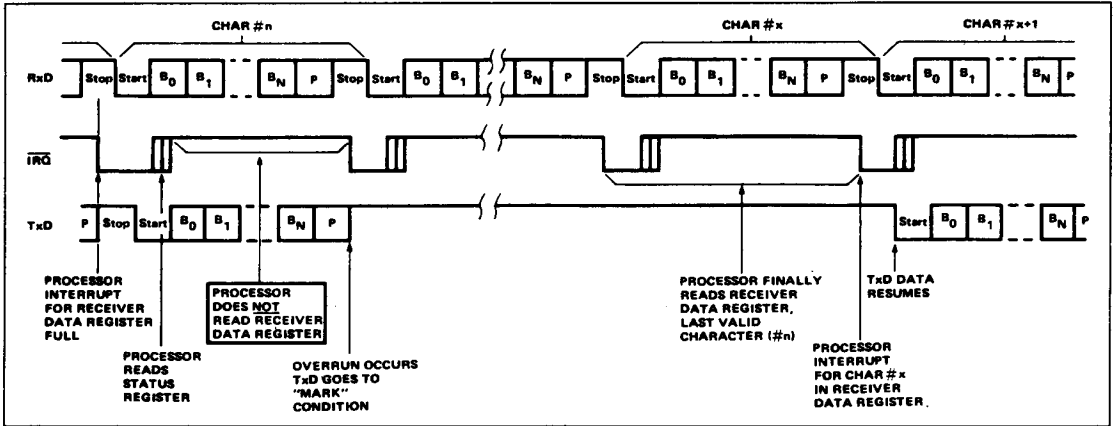 CHAR #n
CHAR #x
CHAR #x+1
RxD Stop Start B0 B1 BN P Stop Start B0 B1 BN P Stop Start B0 B1 BN P Stop Start B0 B1 BN P
IRQ
TxD P Stop Start B0 B1 BN P Start B0 B1 BN P
PROCESSOR
INTERRUPT
FOR RECEIVER
DATA REGISTER
FULL
PROCESSOR
READS
STATUS
REGISTER
PROCESSOR
DOES NOT
READ RECEIVER
DATA REGISTER
OVERRUN OCCURS
TxD GOES TO
"MARK"
CONDITION
PROCESSOR FINALLY
READS RECEIVER
DATA REGISTER,
LAST VALID
CHARACTER (#n)
PROCESSOR
INTERRUPT
FOR CHAR #x
IN RECEIVER
DATA REGISTER
TxD DATA
RESUMES